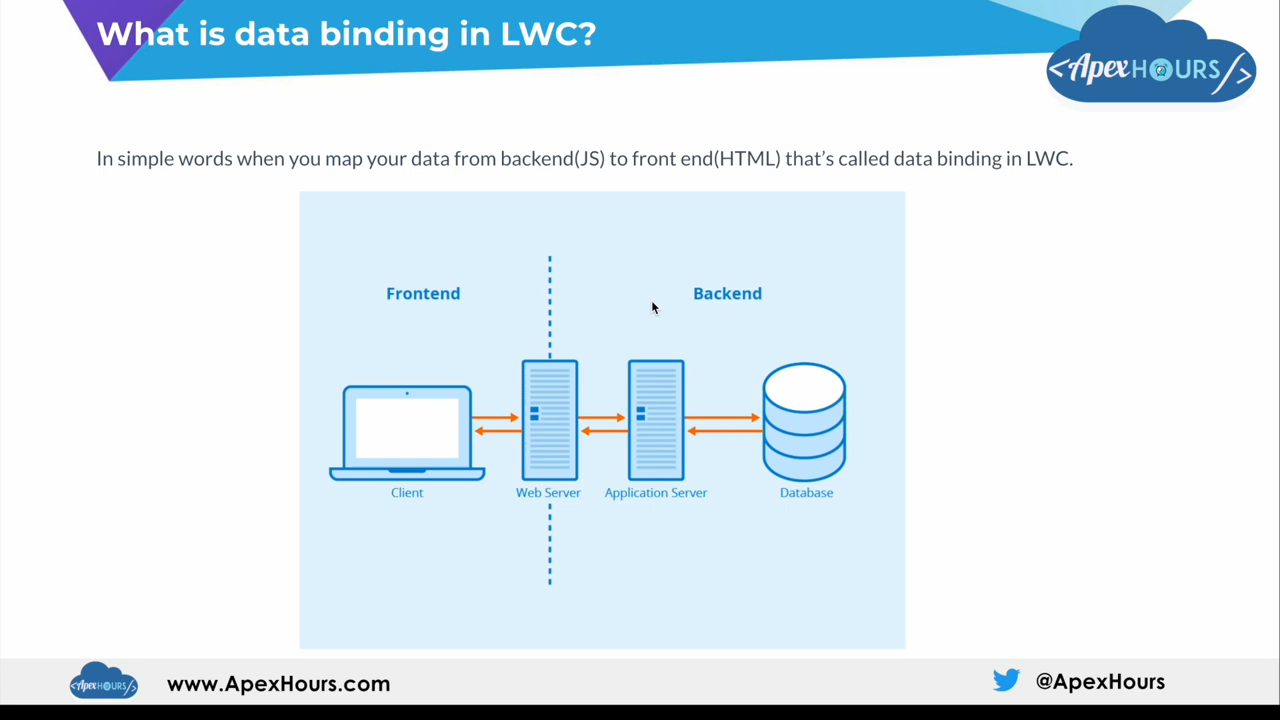 What is data binding in LWC?
<ApexHOURS/>
In simple words when you map your data from backend(JS) to front end(HTML) that's called data binding in LWC.
Frontend
Backend
Client
Web Server
Application Server
Database
<ApexHOURS/>
www.ApexHours.com
@ApexHours